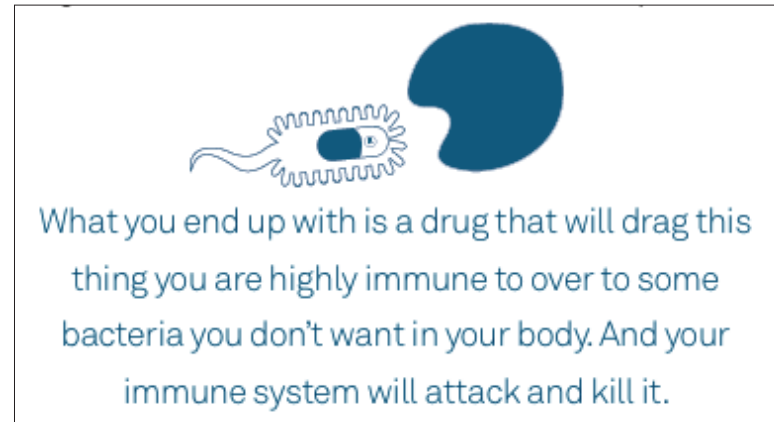 What you end up with is a drug that will drag this
thing you are highly immune to over to some
bacteria you don't want in your body. And your
immune system will attack and kill it.